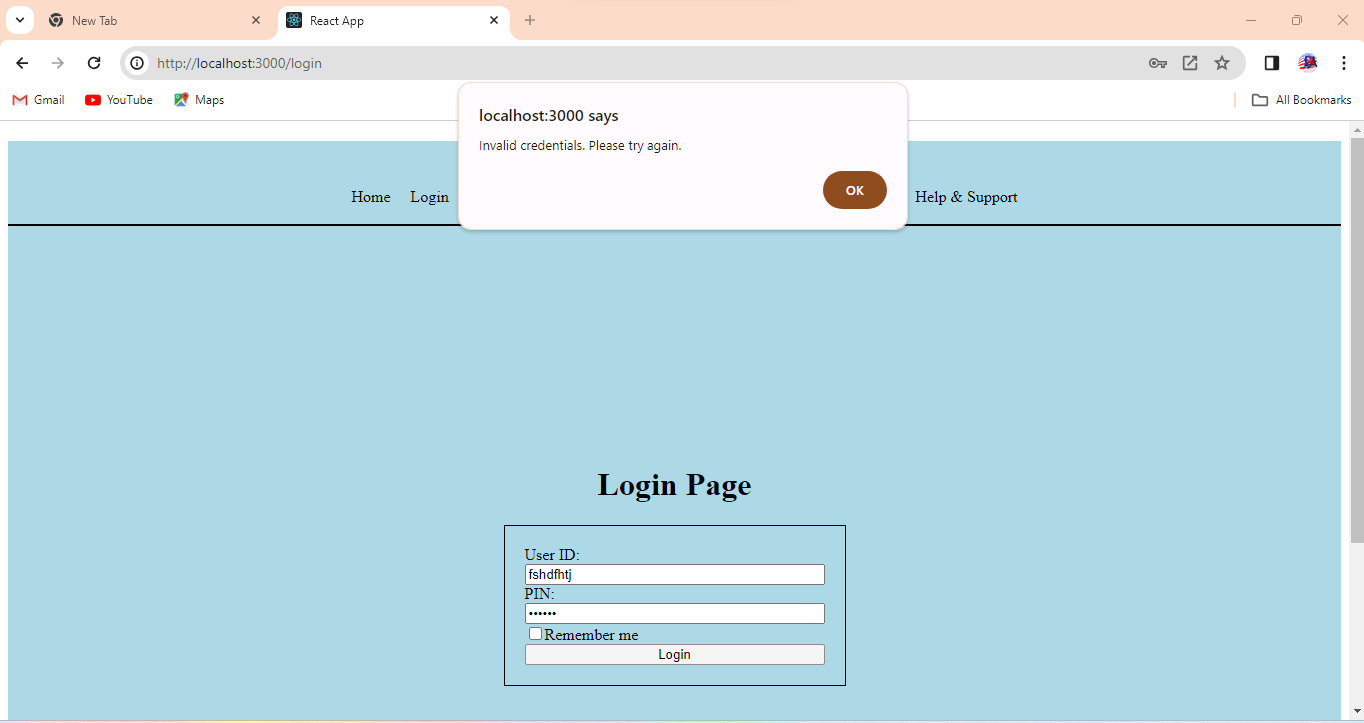 New Tab
React App
http://localhost:3000/login
Gmail YouTube Maps All Bookmarks
localhost:3000 says
Invalid credentials. Please try again.
OK
Home Login Help & Support
Login Page
User ID:
fshdfhtj
PIN:
••••••
Remember me
Login